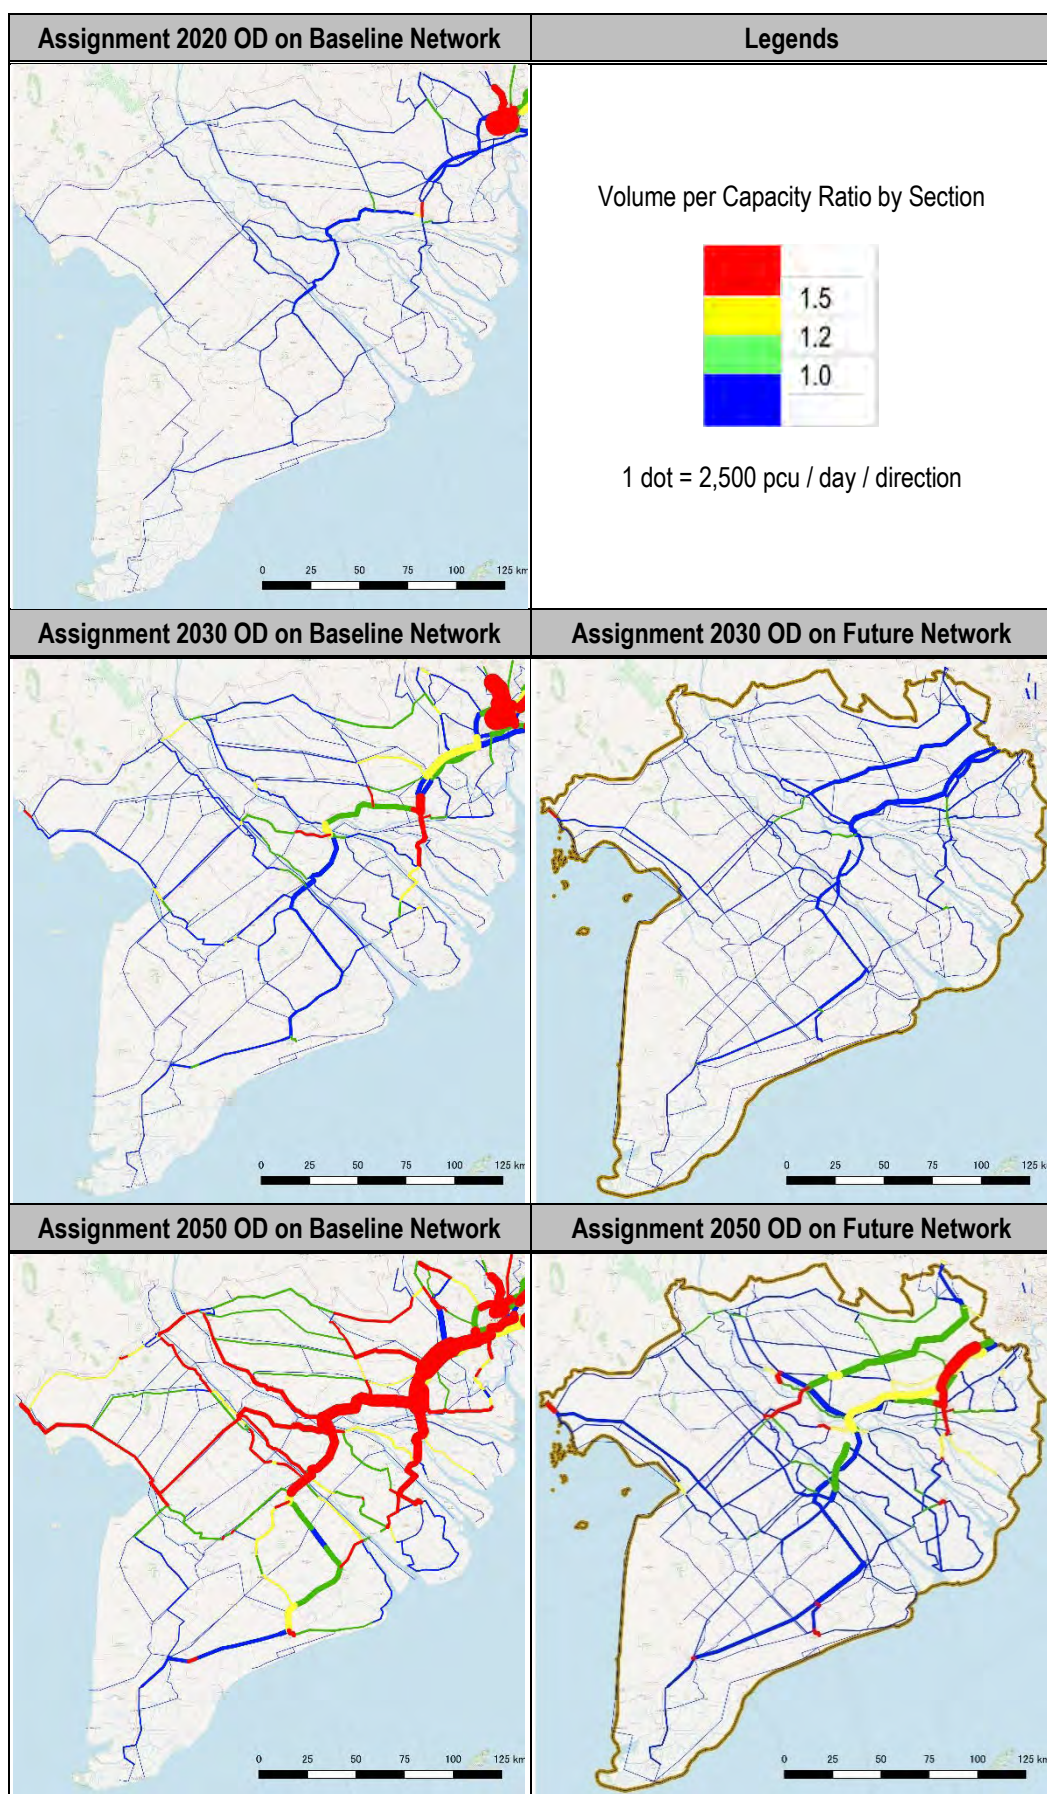 Assignment 2020 OD on Baseline Network
Legends
0 25 50 75 100 125 km
Volume per Capacity Ratio by Section
1.5
1.2
1.0
1 dot = 2,500 pcu / day / direction
Assignment 2030 OD on Baseline Network
Assignment 2030 OD on Future Network
0 25 50 75 100 125 km
0 25 50 75 100 125 km
Assignment 2050 OD on Baseline Network
Assignment 2050 OD on Future Network
0 25 50 75 100 125 km
0 25 50 75 100 125 km